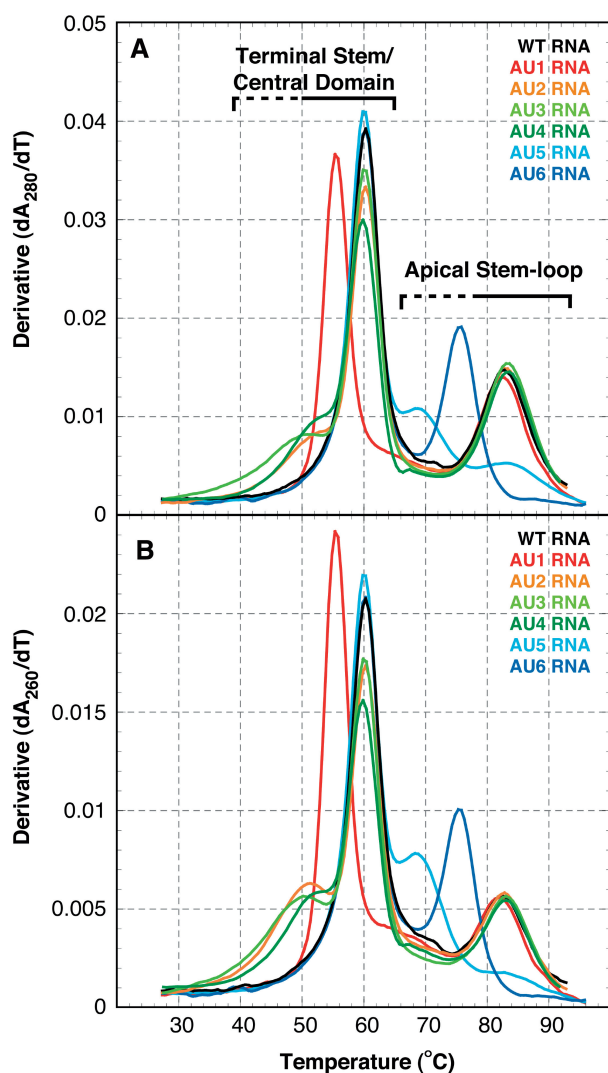 A
Terminal Stem/
Central Domain
WT RNA
AU1 RNA
AU2 RNA
AU3 RNA
AU4 RNA
AU5 RNA
AU6 RNA
Apical Stem-loop
0.05
0.04
0.03
0.02
0.01
0
Derivative (dA280/dT)
B
WT RNA
AU1 RNA
AU2 RNA
AU3 RNA
AU4 RNA
AU5 RNA
AU6 RNA
0.02
0.015
0.01
0.005
0
Derivative (dA260/dT)
30 40 50 60 70 80 90
Temperature (°C)